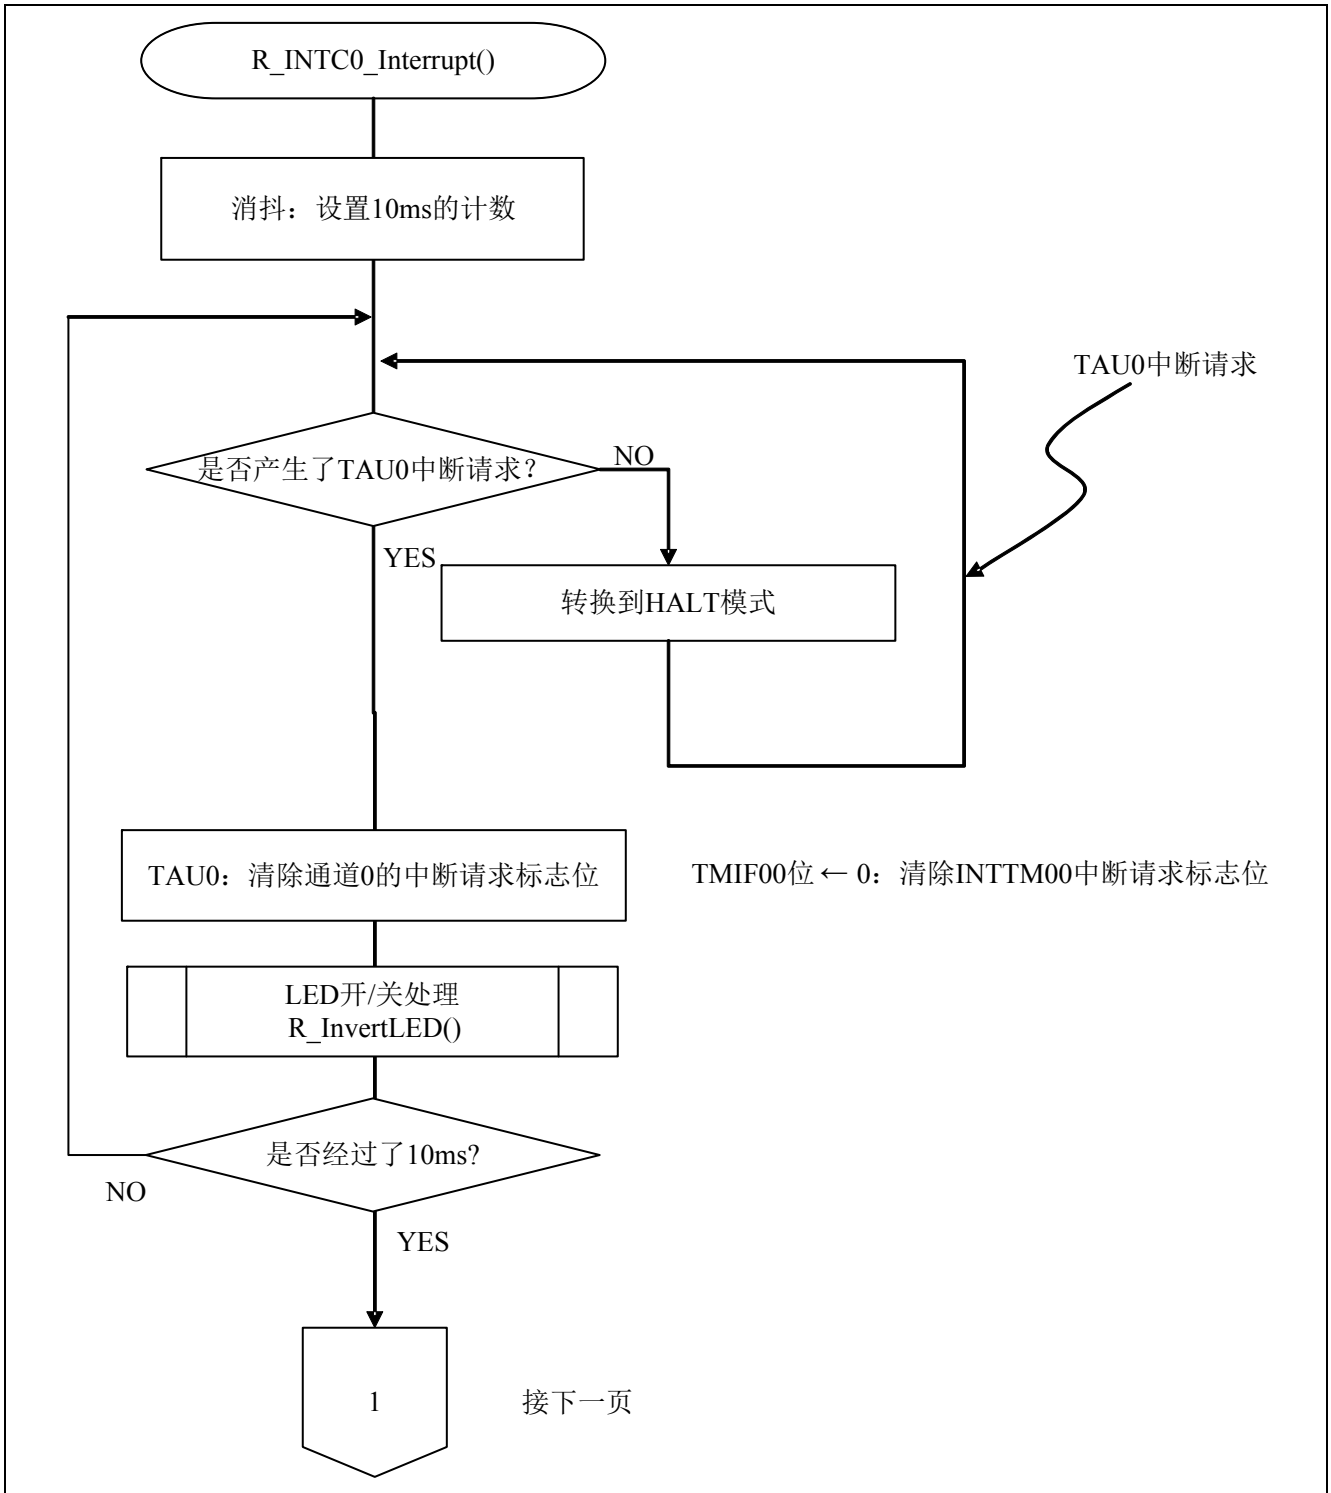 R_INTC0_Interrupt()
消抖：设置10ms的计数
TAU0中断请求
是否产生了TAU0中断请求？
NO
YES
转换到HALT模式
TAU0：清除通道0的中断请求标志位
TMIF00位 ← 0：清除INTTM00中断请求标志位
LED开/关处理
R_InvertLED()
是否经过了10ms?
NO
YES
1
接下一页